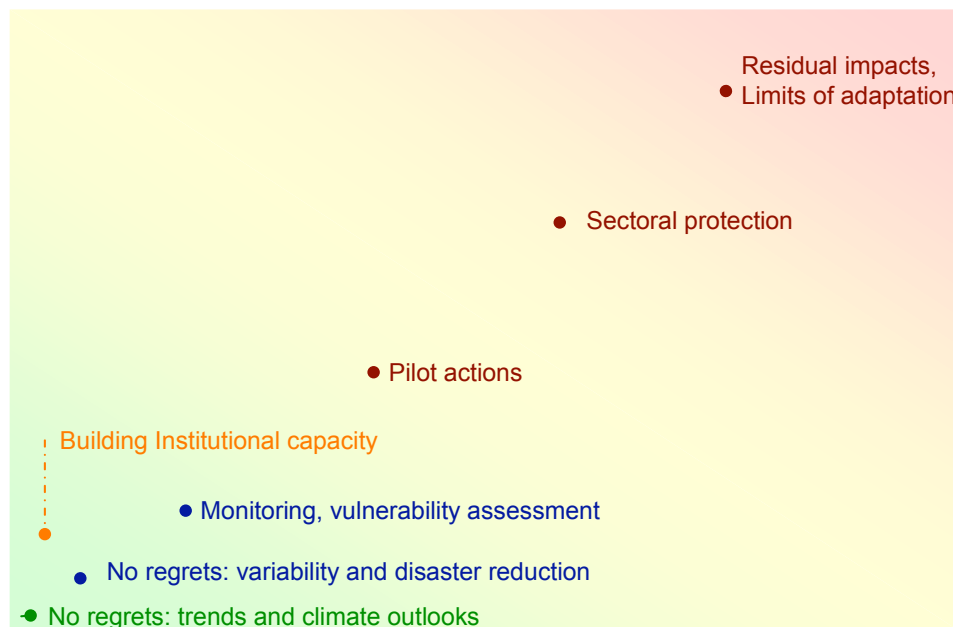 Residual impacts,
Limits of adaptation
Sectoral protection
Pilot actions
Building Institutional capacity
Monitoring, vulnerability assessment
No regrets: variability and disaster reduction
No regrets: trends and climate outlooks